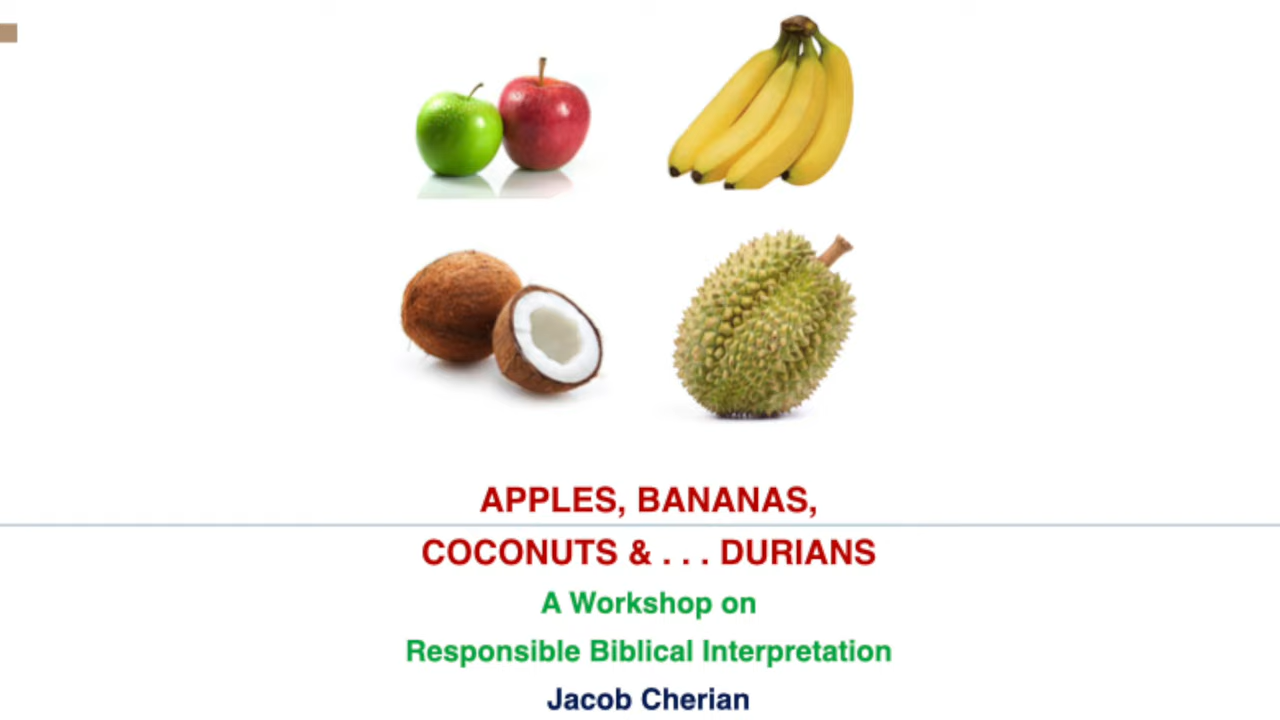 APPLES, BANANAS,
COCONUTS & . . . DURIANS
A Workshop on
Responsible Biblical Interpretation
Jacob Cherian